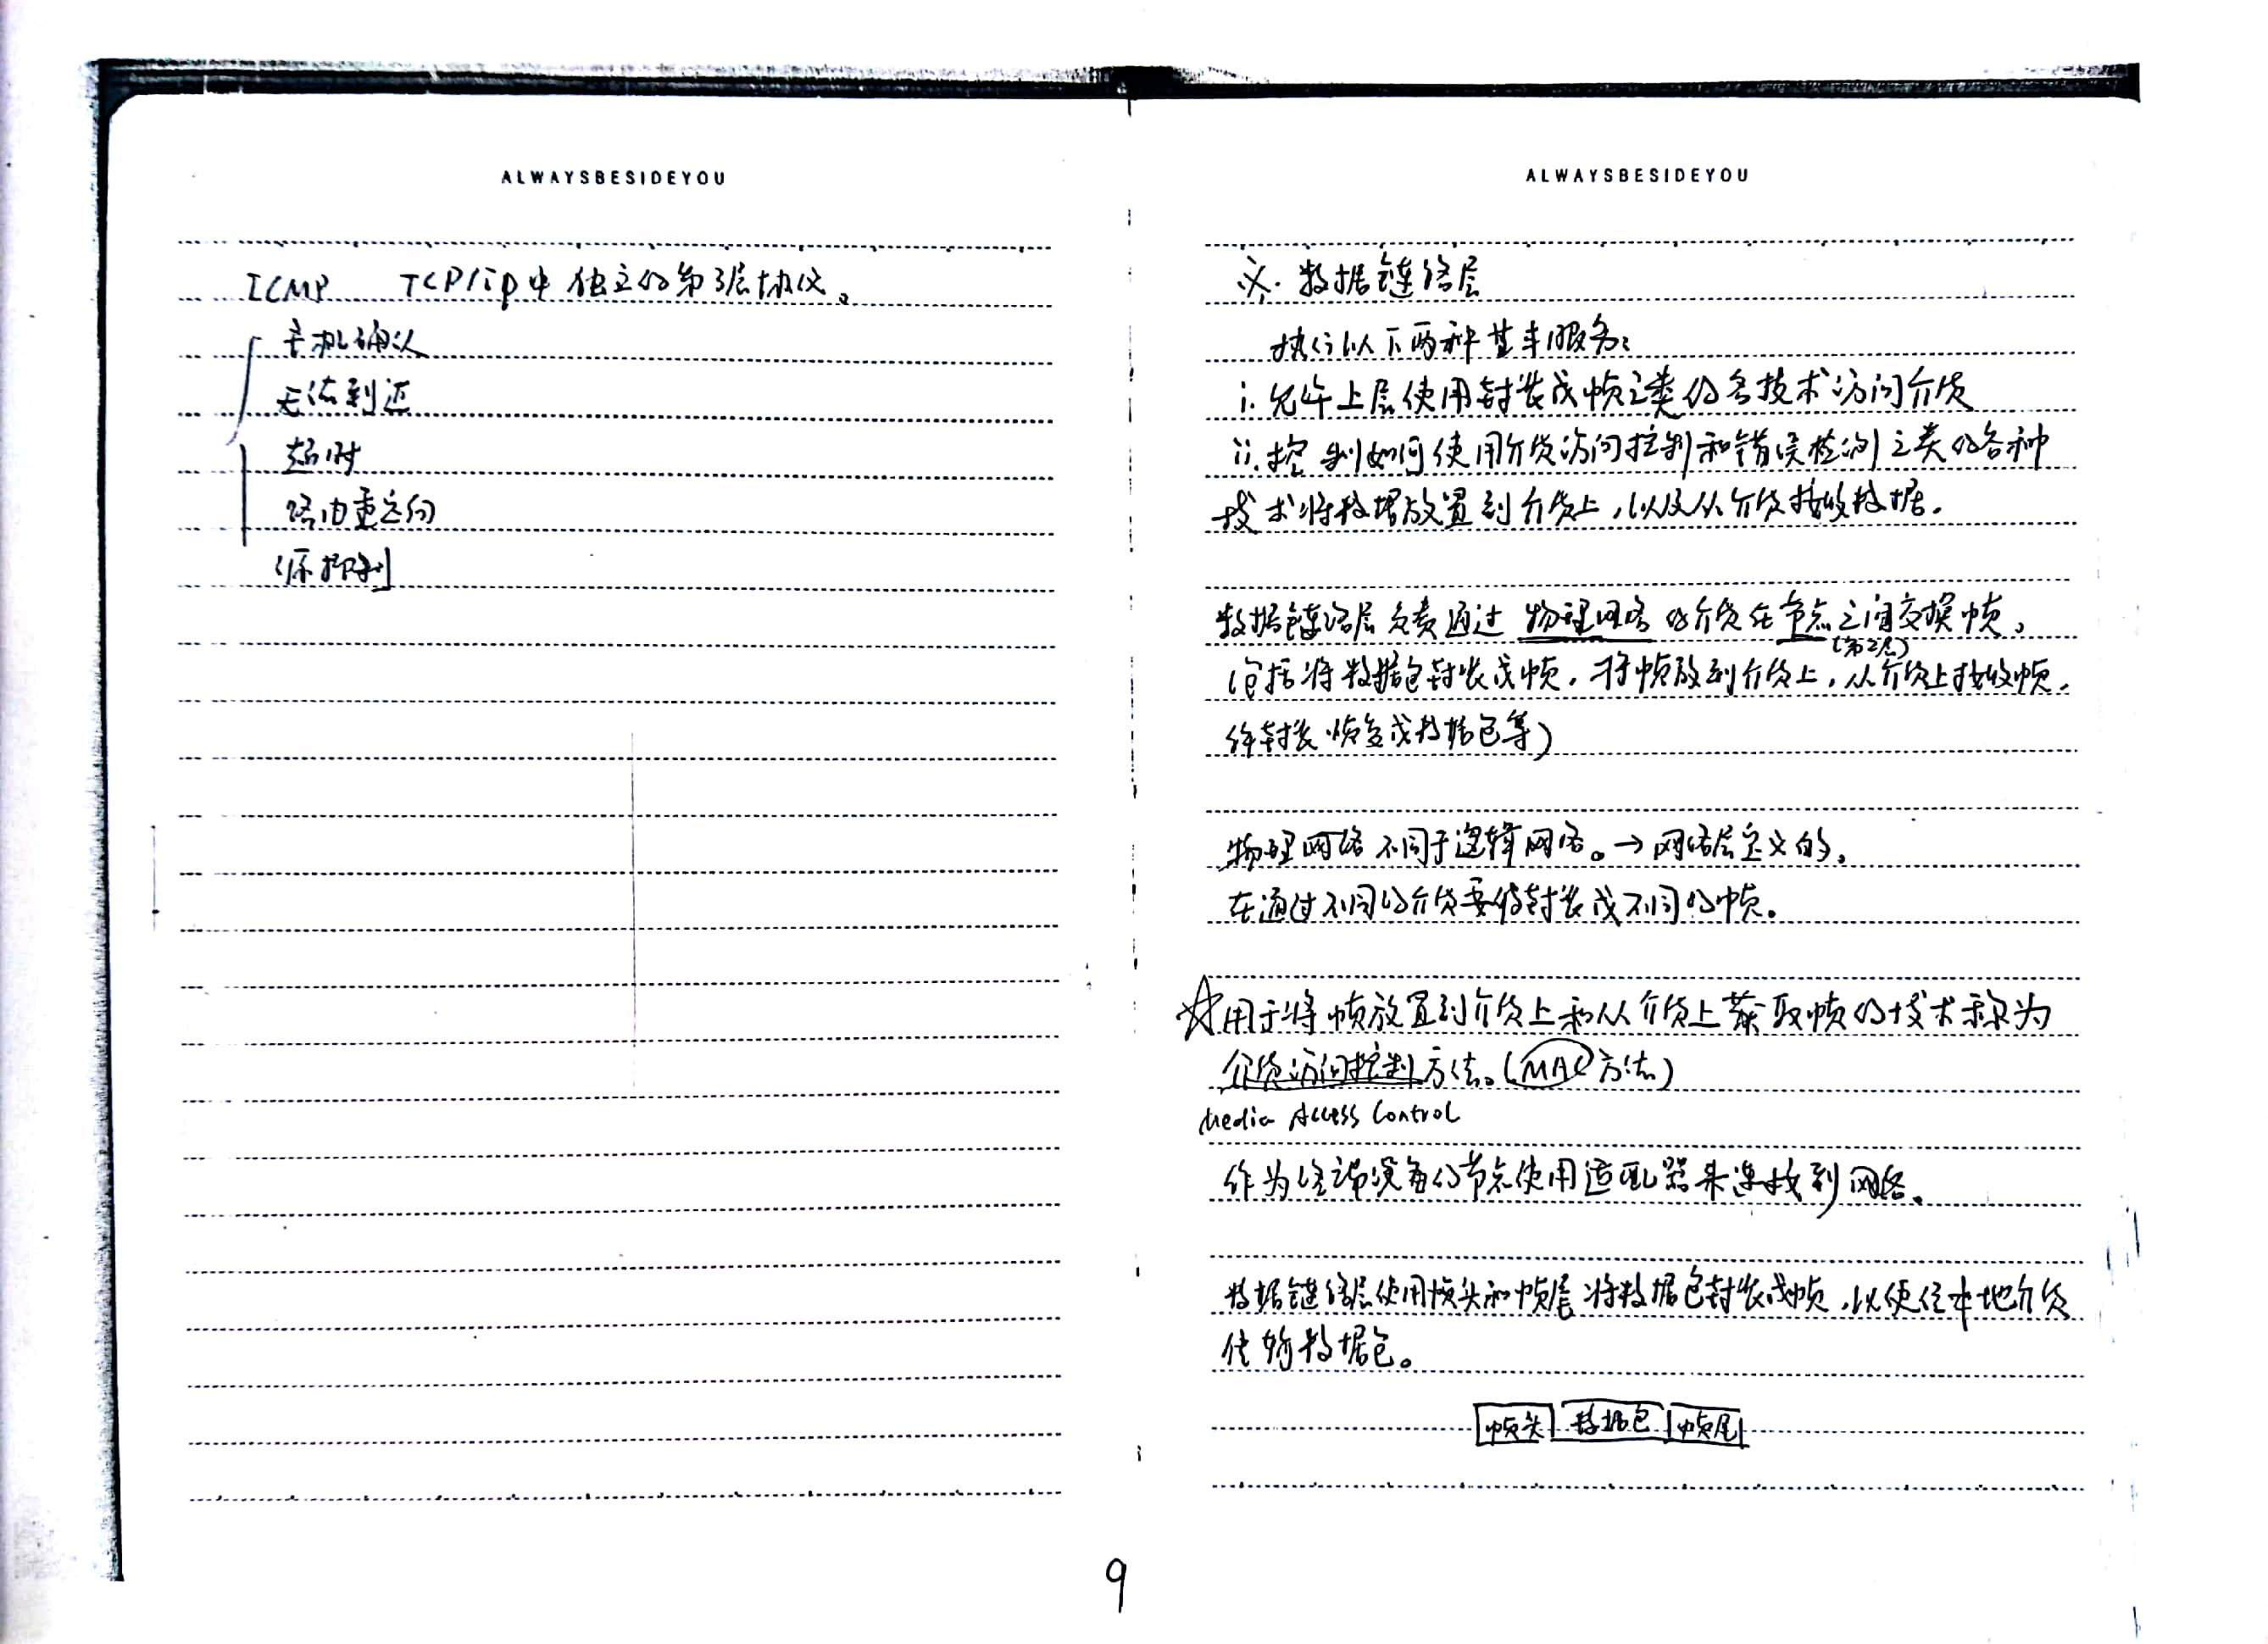 ALWAYSBESIDEYOU
ICMP TCP/ip中独立的第3层协议。
主机确认
无法到达
超时
路由重定向
源抑制
ALWAYSBESIDEYOU
数据链路层
执行以下两种基本服务:
i. 允许上层使用封装成帧之类的各技术访问介质
ii. 控制如何使用介质访问控制和错误检测之类的各种
技术将数据放置到介质上,以及从介质接收数据.
数据链路层负责通过物理网络的介质在节点之间交换帧,
(第2层)
(包括将数据包封装成帧,将帧放到介质上,从介质上接收帧,
解封装恢复成数据包等)
物理网络不同于逻辑网络。→网络层定义的.
在通过不同的介质要封装成不同的帧。
☆用于将帧放置到介质上和从介质上获取帧的技术称为
介质访问控制方法。(MAC方法)
Media Access Control
作为终端设备的节点使用适配器来连接到网络。
数据链路层使用帧头和帧尾将数据包封装成帧,以便经本地介质
传输数据包。
帧头 数据包 帧尾
9